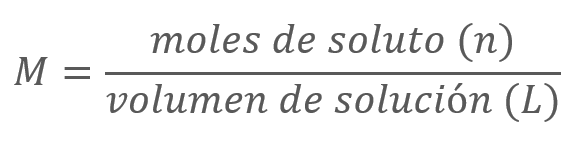 moles de soluto (n)
M =
volumen de solución (L)